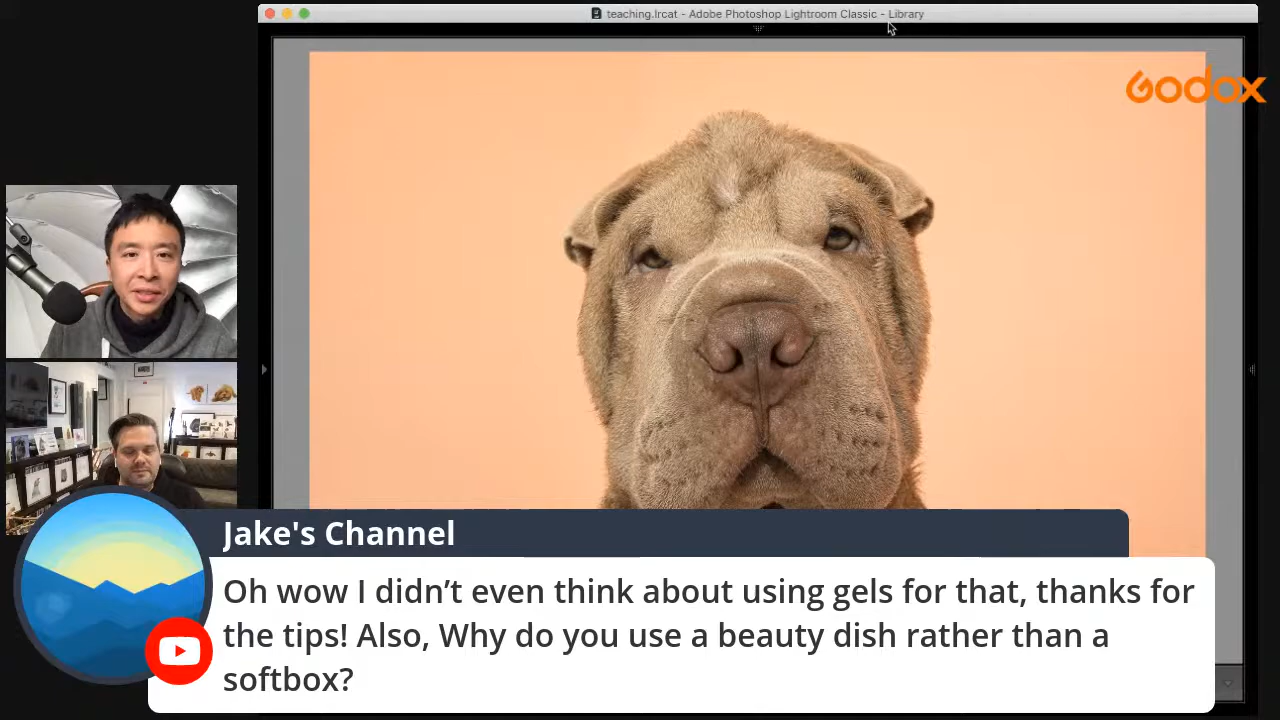 teaching.lrcat - Adobe Photoshop Lightroom Classic - Library
Godox
Jake's Channel
Oh wow I didn’t even think about using gels for that, thanks for
the tips! Also, Why do you use a beauty dish rather than a
softbox?